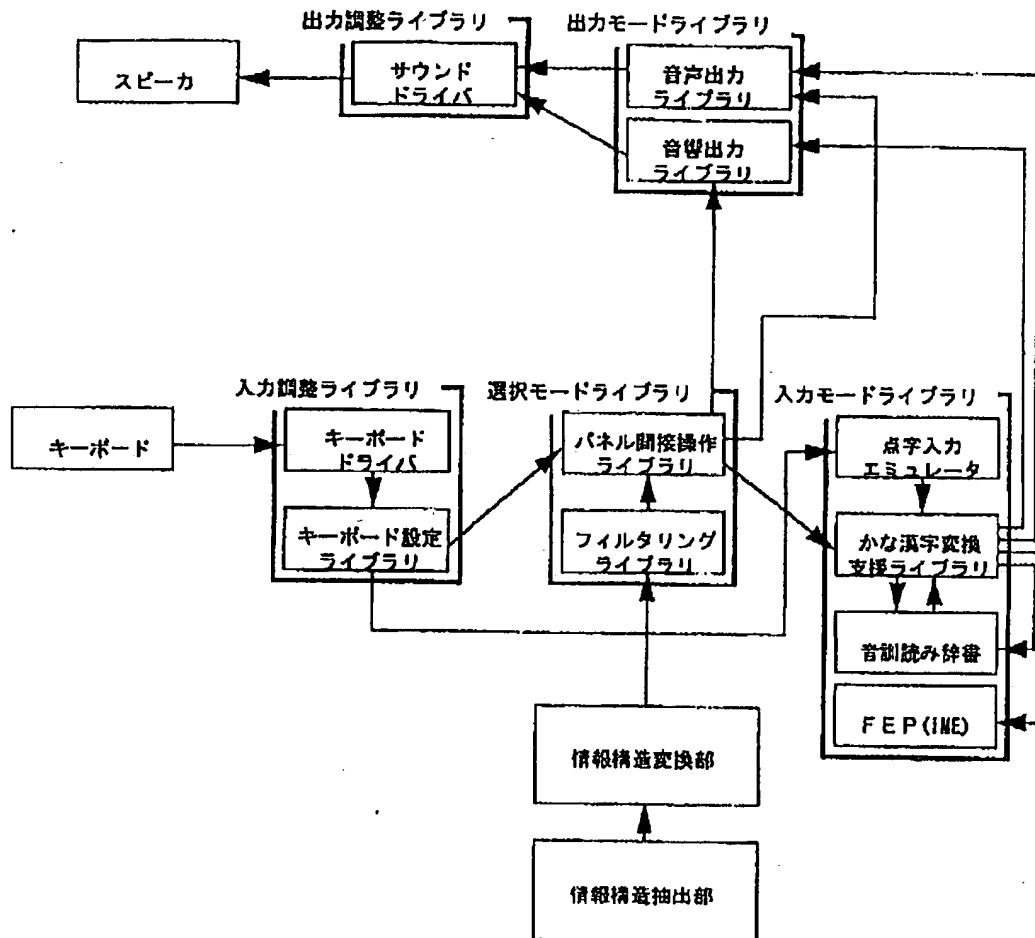 出力調整ライブラリ
出力モードライブラリ
スピーカ
サウンド
ドライバ
音声出力
ライブラリ
音響出力
ライブラリ
入力調整ライブラリ
選択モードライブラリ
入力モードライブラリ
キーボード
キーボード
ドライバ
パネル間接操作
ライブラリ
点字入力
エミュレータ
キーボード設定
ライブラリ
フィルタリング
ライブラリ
かな漢字変換
支援ライブラリ
音訓読み辞書
FEP(IME)
情報構造変換部
情報構造抽出部